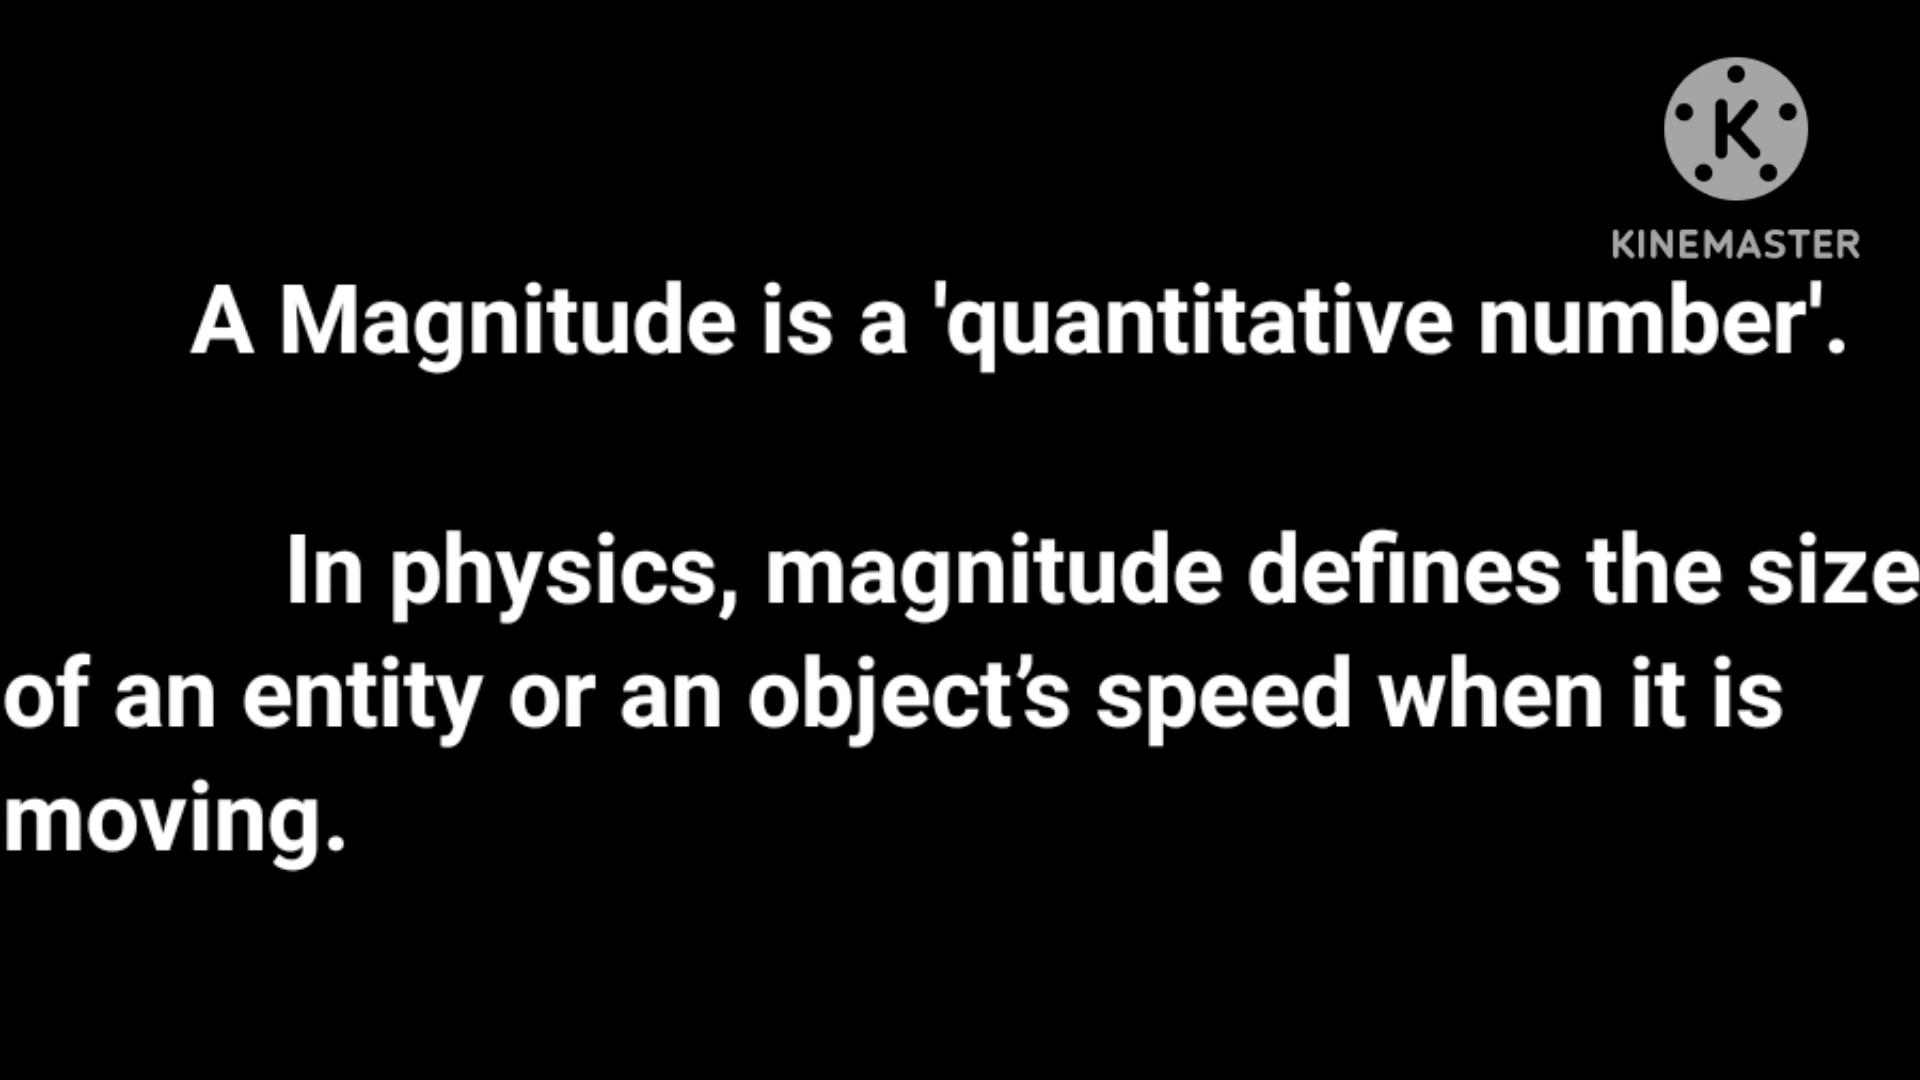 K
KINEMASTER
A Magnitude is a 'quantitative number'.
In physics, magnitude defines the size
of an entity or an object’s speed when it is
moving.